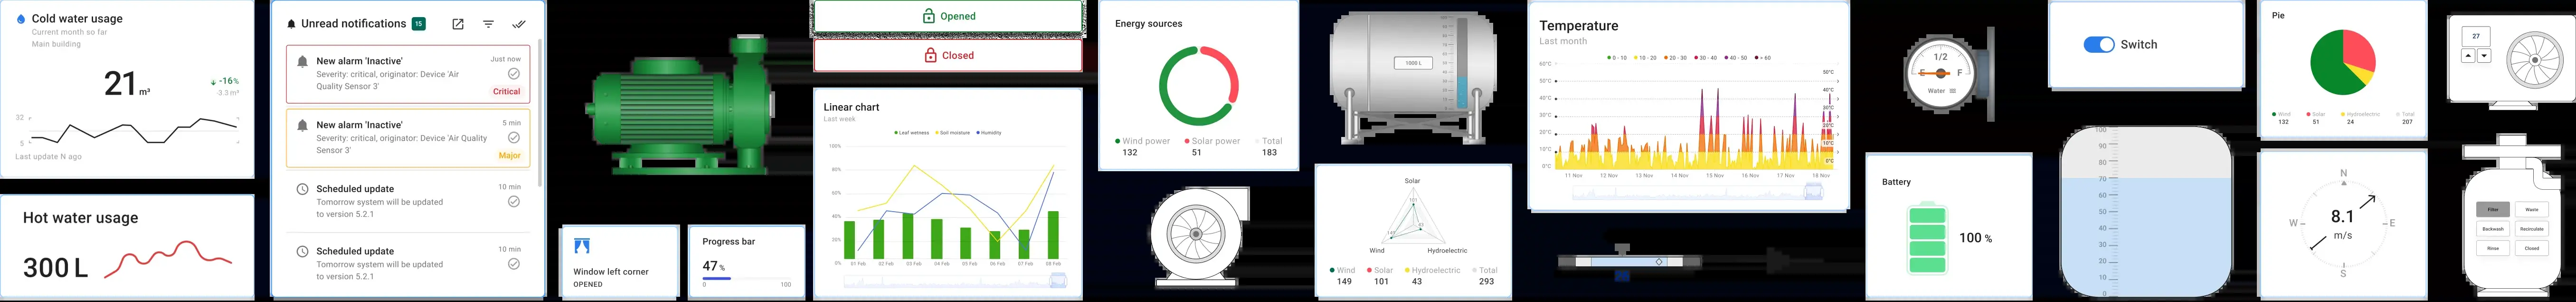 Cold water usage
Current month so far
Main building
21 m³
-16%
-3.3 m³
32
5
Last update N ago
Hot water usage
300 L
Unread notifications 15
New alarm 'Inactive'
Just now
Severity: critical, originator: Device 'Air
Quality Sensor 3'
Critical
New alarm 'Inactive'
5 min
Severity: critical, originator: Device 'Air Quality
Sensor 3'
Major
Scheduled update
10 min
Tomorrow system will be updated
to version 5.2.1
Scheduled update
10 min
Tomorrow system will be updated
to version 5.2.1
Window left corner
OPENED
Progress bar
47 %
0 100
Opened
Closed
Linear chart
Last week
Leaf wetness Soil moisture Humidity
100%
80%
60%
40%
20%
0%
01 Feb 02 Feb 03 Feb 04 Feb 05 Feb 06 Feb 07 Feb 08 Feb
Energy sources
Wind power Solar power Total
132 51 183
1000 L
Solar
101
149
43
Wind Hydroelectric
Wind Solar Hydroelectric Total
149 101 43 293
Temperature
Last month
0 - 10 10 - 20 20 - 30 30 - 40 40 - 50 + 60
60°C
50°C
40°C
30°C
20°C
10°C
0°C
50°C
40°C
30°C
20°C
10°C
0°C
11 Nov 12 Nov 13 Nov 14 Nov 15 Nov 16 Nov 17 Nov 18 Nov
1/2
E F
Water
Battery
100 %
Switch
100
90
80
70
60
50
40
30
20
10
0
Pie
Wind Solar Hydroelectric Total
132 51 24 207
N
W E
S
8.1
m/s
27
Filter Waste
Backwash Recirculate
Rinse Closed